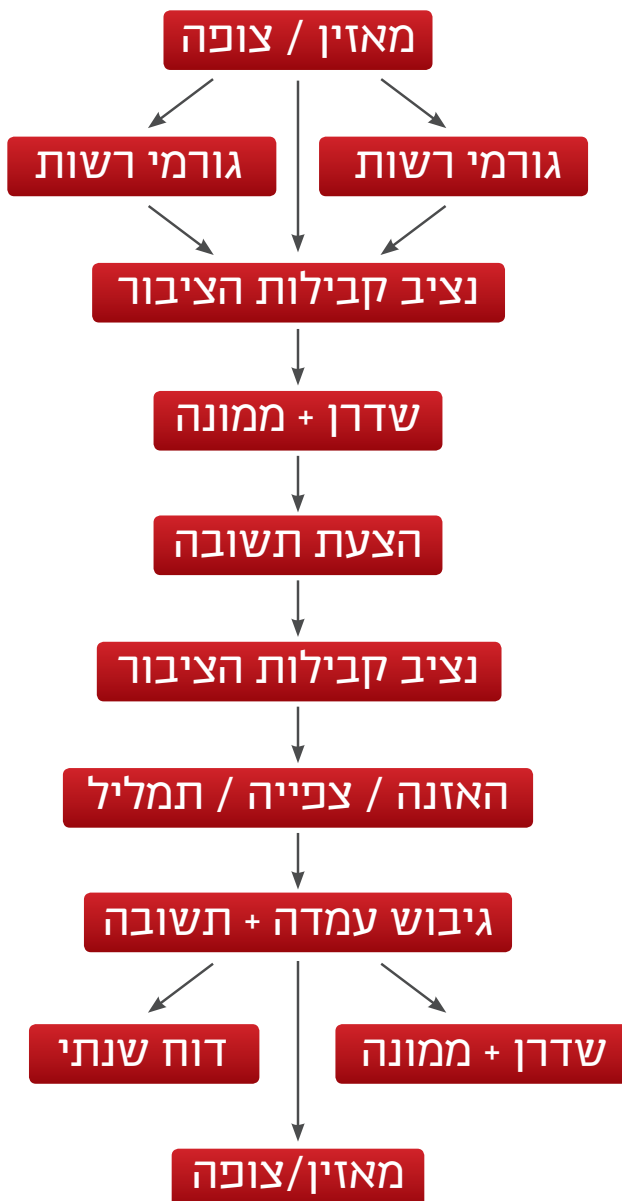 מאזין / צופה
גורמי רשות
גורמי רשות
נציב קבילות הציבור
שדרן + ממונה
הצעת תשובה
נציב קבילות הציבור
האזנה / צפייה / תמליל
גיבוש עמדה + תשובה
שדרן + ממונה
דוח שנתי
מאזין/צופה